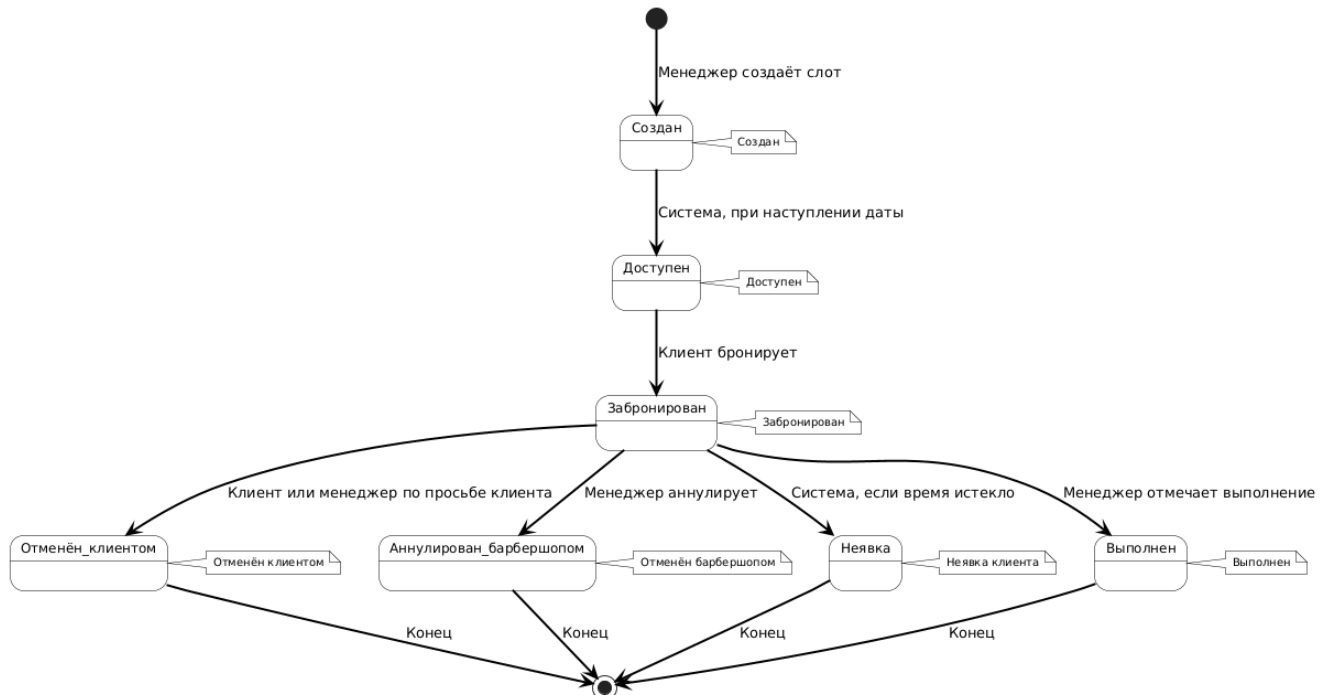 Менеджер создаёт слот
Создан
Создан
Система, при наступлении даты
Доступен
Доступен
Клиент бронирует
Забронирован
Забронирован
Клиент или менеджер по просьбе клиента
Менеджер аннулирует
Система, если время истекло
Менеджер отмечает выполнение
Отменён_клиентом
Отменён клиентом
Аннулирован_барбершопом
Отменён барбершопом
Неявка
Неявка клиента
Выполнен
Выполнен
Конец
Конец
Конец
Конец